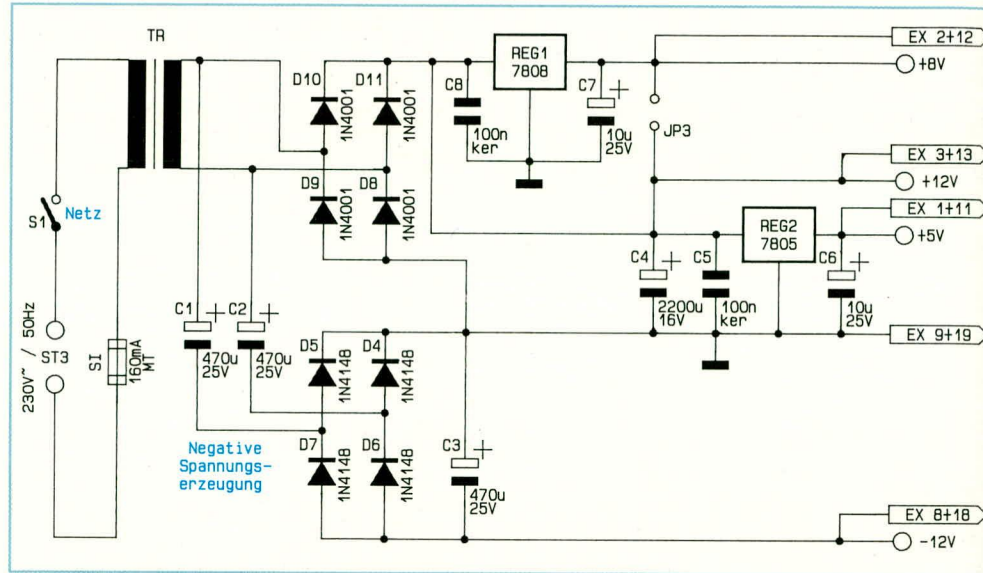 TR
EX 2+12
+8V
D10
D11
1N4001
1N4001
C8
100n
ker
REG1
7808
C7
+
10u
25V
JP3
EX 3+13
+12V
S1
Netz
D9
D8
1N4001
1N4001
EX 1+11
+5V
REG2
7805
C1
+
470u
25V
C2
+
470u
25V
C4
+
2200u
16V
C5
100n
ker
C6
+
10u
25V
230V~ / 50Hz
ST3
SI
160mA
MT
EX 9+19
D5
D4
1N4148
1N4148
Negative
Spannungs-
erzeugung
D7
D6
1N4148
1N4148
C3
+
470u
25V
EX 8+18
-12V